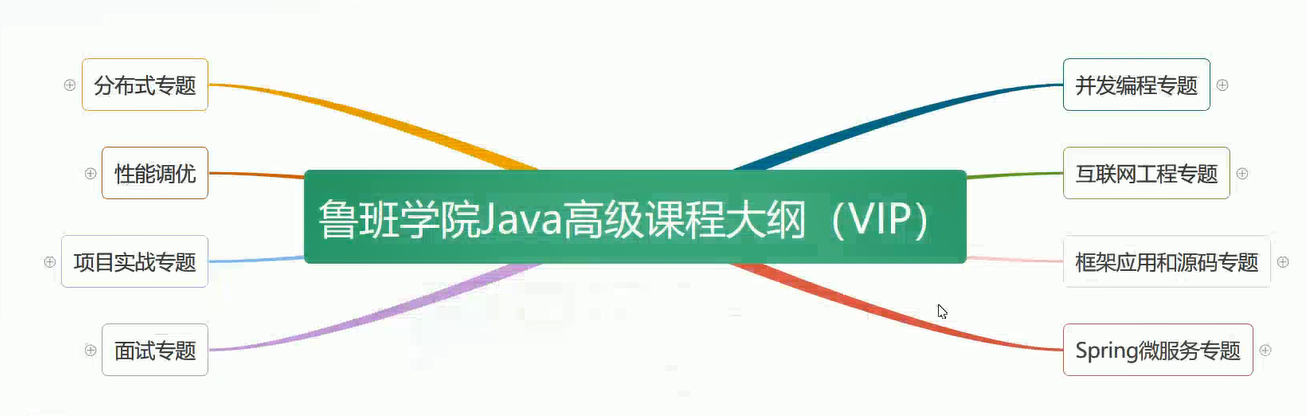 分布式专题
并发编程专题
性能调优
互联网工程专题
鲁班学院Java高级课程大纲（VIP）
项目实战专题
框架应用和源码专题
面试专题
Spring微服务专题